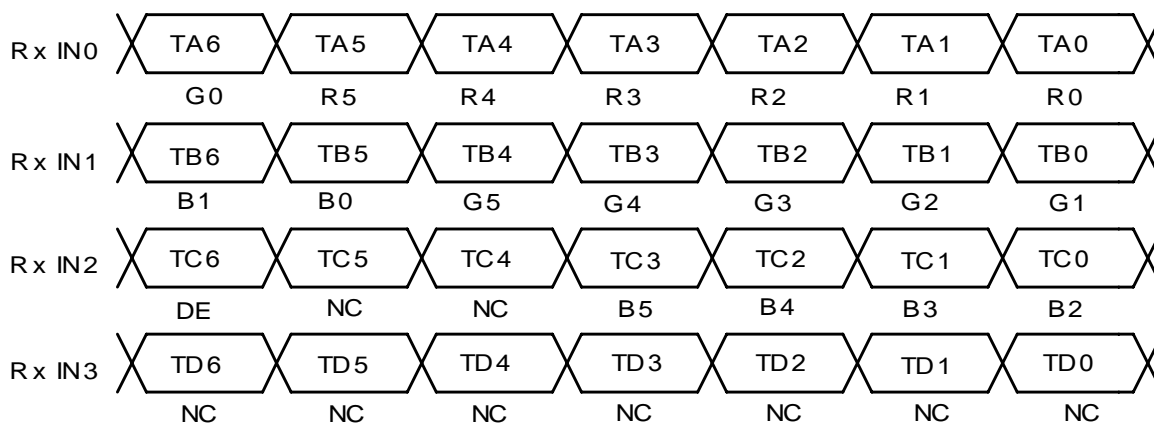 Rx IN0 TA6 TA5 TA4 TA3 TA2 TA1 TA0
G0 R5 R4 R3 R2 R1 R0
Rx IN1 TB6 TB5 TB4 TB3 TB2 TB1 TB0
B1 B0 G5 G4 G3 G2 G1
Rx IN2 TC6 TC5 TC4 TC3 TC2 TC1 TC0
DE NC NC B5 B4 B3 B2
Rx IN3 TD6 TD5 TD4 TD3 TD2 TD1 TD0
NC NC NC NC NC NC NC